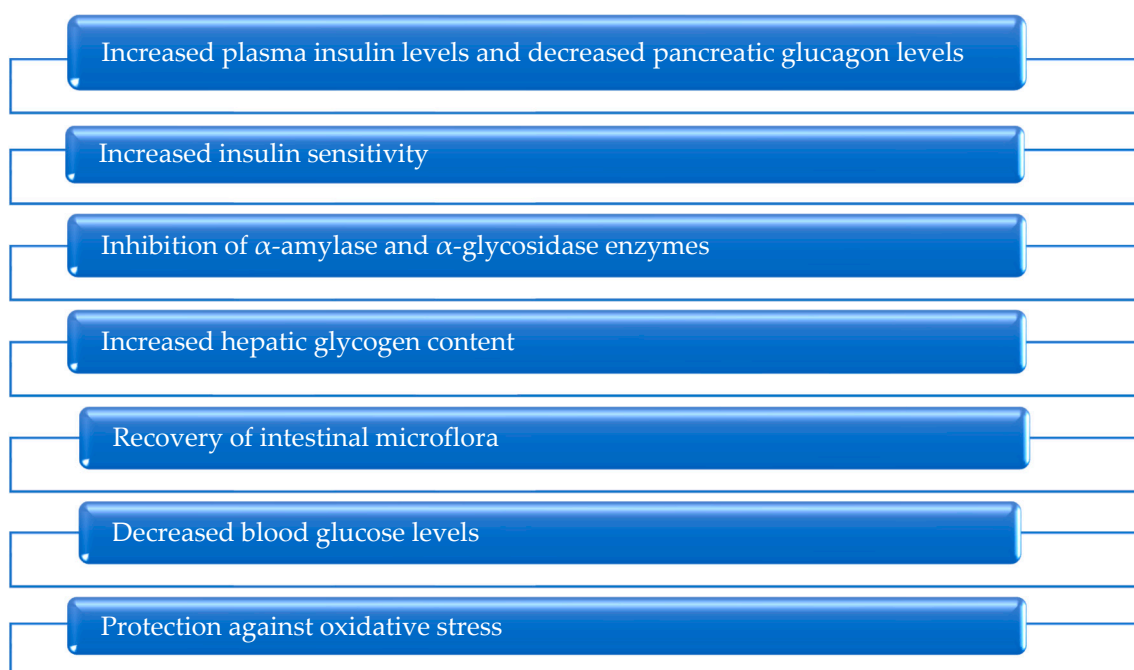 Increased plasma insulin levels and decreased pancreatic glucagon levels
Increased insulin sensitivity
Inhibition of α-amylase and α-glycosidase enzymes
Increased hepatic glycogen content
Recovery of intestinal microflora
Decreased blood glucose levels
Protection against oxidative stress